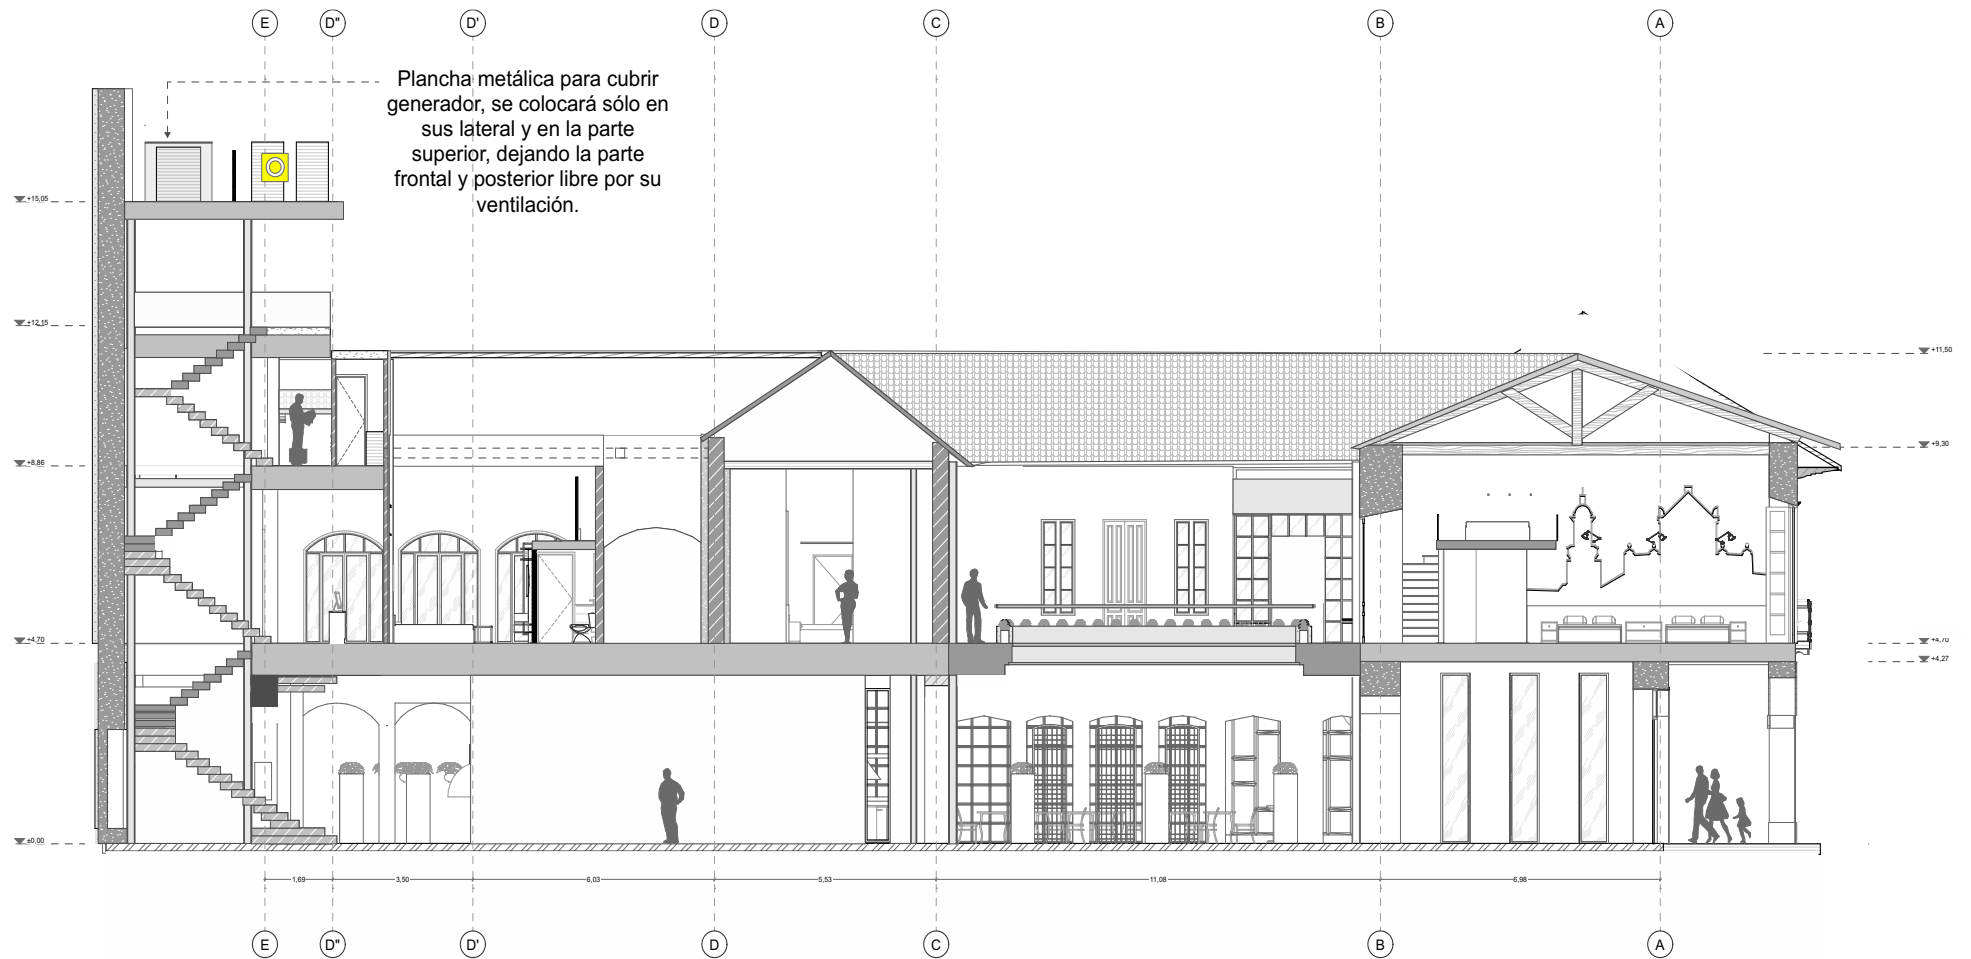 E D" D' D C B A
Plancha metálica para cubrir
generador, se colocará sólo en
sus lateral y en la parte
superior, dejando la parte
frontal y posterior libre por su
ventilación.
+15,05
+12,15
+11,50
+9,30
+8,86
+4,70 +4,70
+4,27
±0,00
1,69 3,50 6,03 5,53 11,08 6,98
E D" D' D C B A